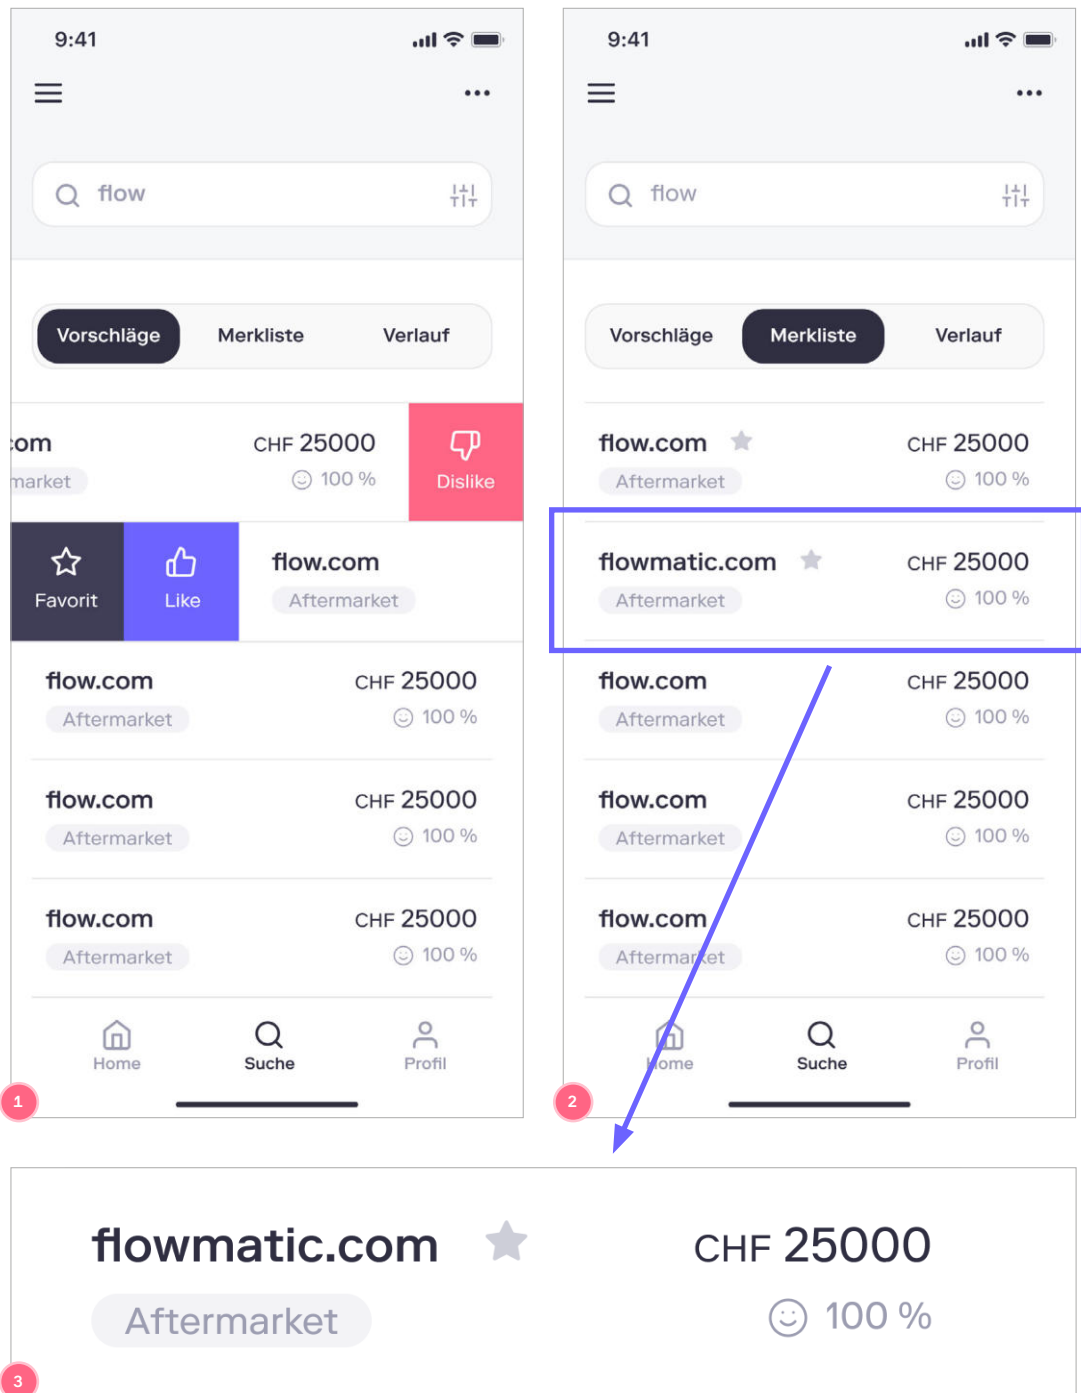 9:41
flow
Vorschläge Merkliste Verlauf
com CHF 25000
market 100 %
Dislike
Favorit Like
flow.com
Aftermarket
flow.com CHF 25000
Aftermarket 100 %
flow.com CHF 25000
Aftermarket 100 %
flow.com CHF 25000
Aftermarket 100 %
Home Suche Profil
1
9:41
flow
Vorschläge Merkliste Verlauf
flow.com CHF 25000
Aftermarket 100 %
flowmatic.com CHF 25000
Aftermarket 100 %
flow.com CHF 25000
Aftermarket 100 %
flow.com CHF 25000
Aftermarket 100 %
flow.com CHF 25000
Aftermarket 100 %
Home Suche Profil
2
flowmatic.com CHF 25000
Aftermarket 100 %
3